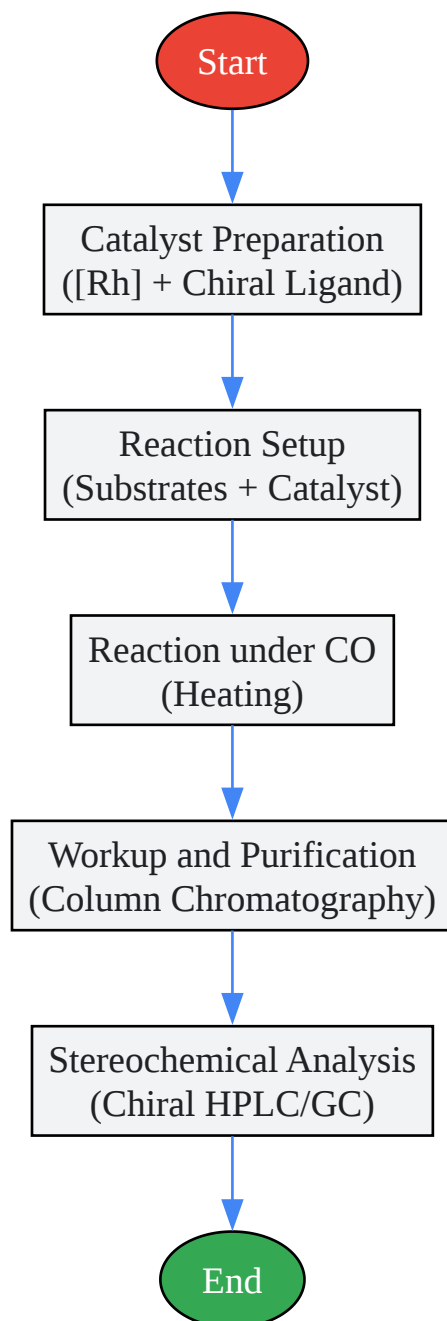 Start
Catalyst Preparation
([Rh] + Chiral Ligand)
Reaction Setup
(Substrates + Catalyst)
Reaction under CO
(Heating)
Workup and Purification
(Column Chromatography)
Stereochemical Analysis
(Chiral HPLC/GC)
End